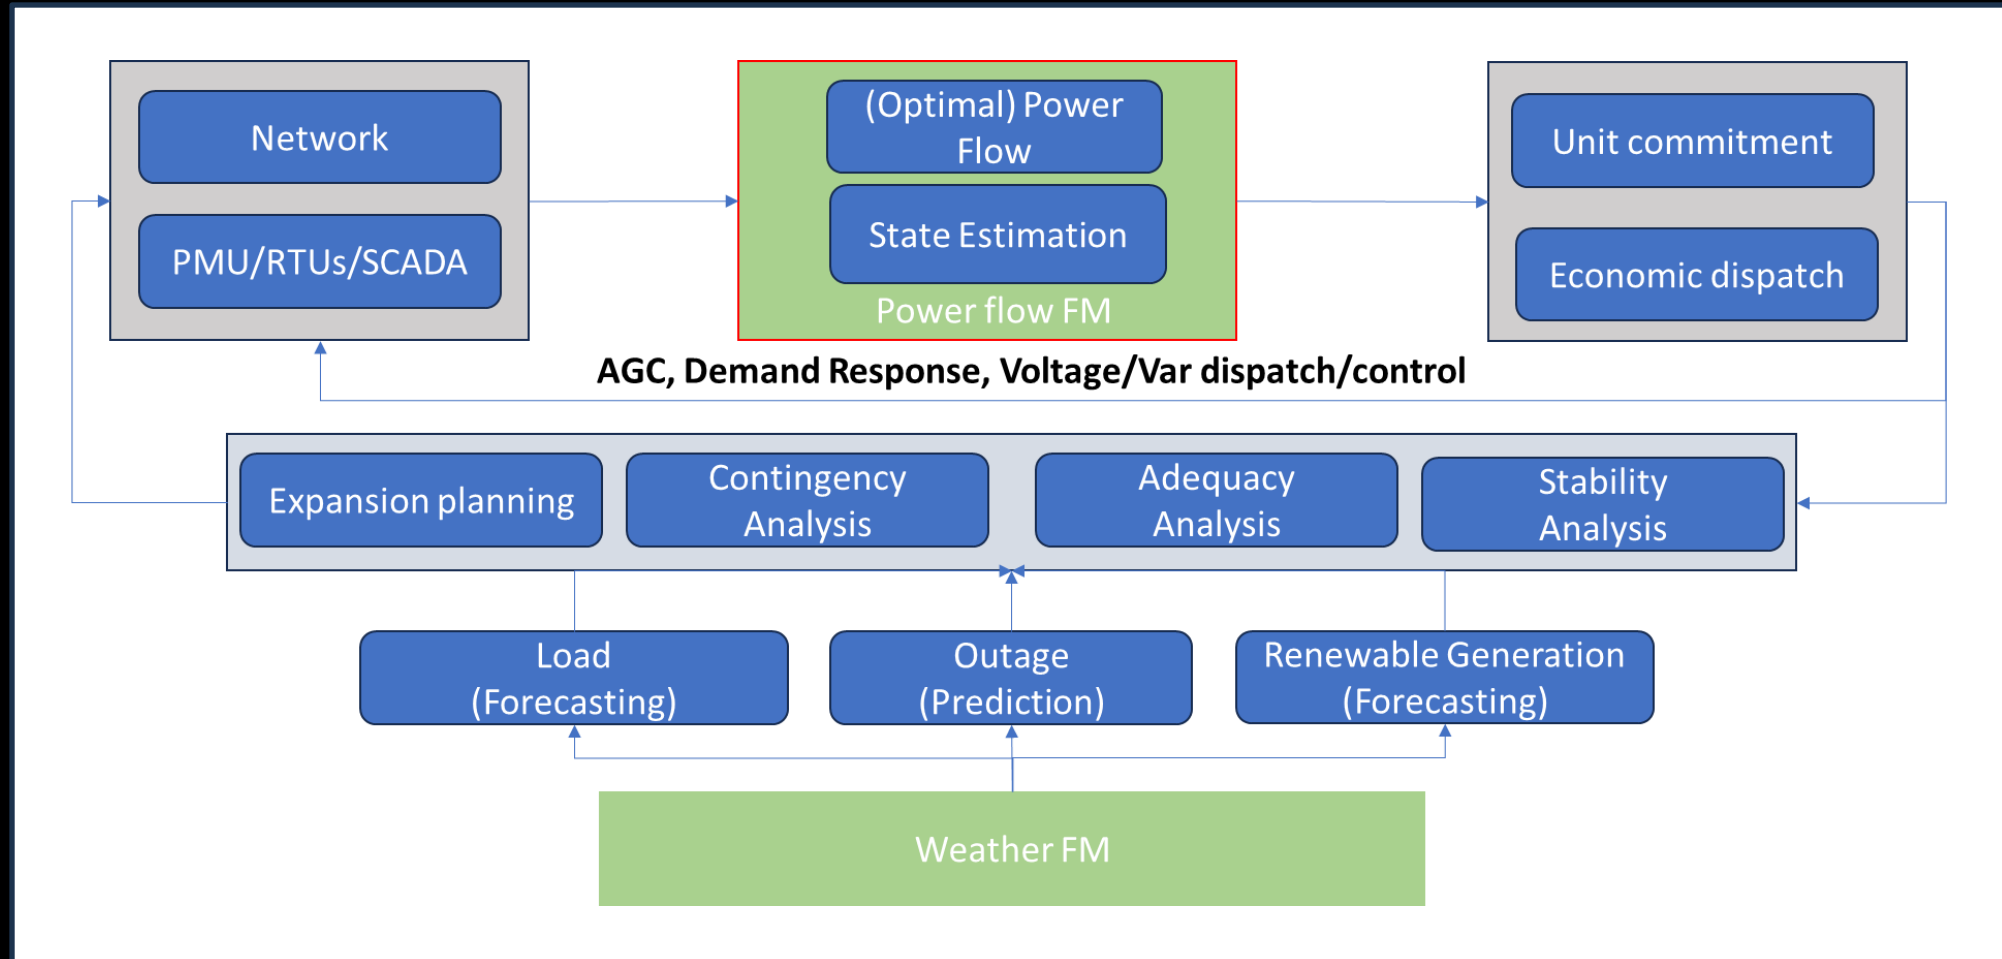 Network
PMU/RTUs/SCADA
(Optimal) Power
Flow
State Estimation
Power flow FM
Unit commitment
Economic dispatch
AGC, Demand Response, Voltage/Var dispatch/control
Expansion planning
Contingency
Analysis
Adequacy
Analysis
Stability
Analysis
Load
(Forecasting)
Outage
(Prediction)
Renewable Generation
(Forecasting)
Weather FM